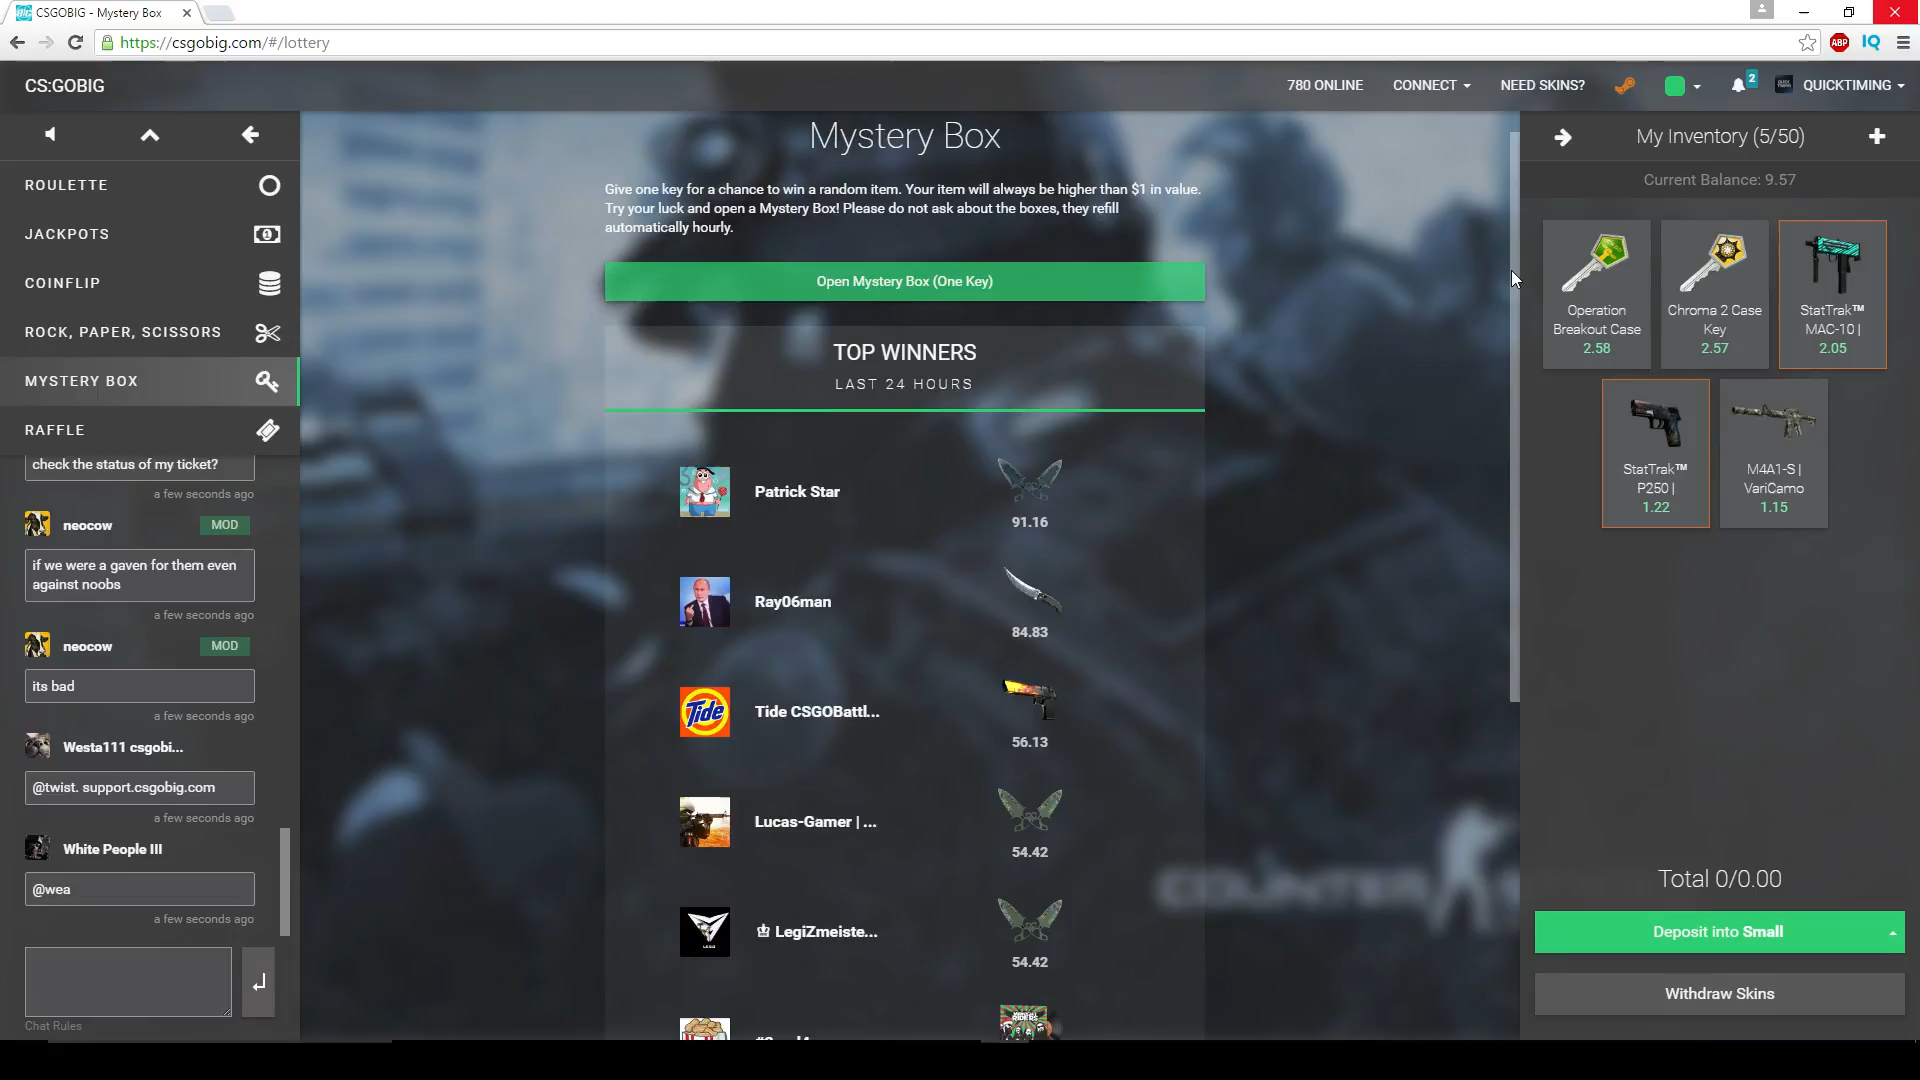 CSGOBIG - Mystery Box
https://csgobig.com/#/lottery
ABP
IQ
CS:GOBIG
780 ONLINE
CONNECT
NEED SKINS?
2
QUICKTIMING
ROULETTE
JACKPOTS
COINFLIP
ROCK, PAPER, SCISSORS
MYSTERY BOX
RAFFLE
check the status of my ticket?
a few seconds ago
neocow
MOD
if we were a gaven for them even
against noobs
a few seconds ago
neocow
MOD
its bad
a few seconds ago
Westa111 csgobi...
@twist. support.csgobig.com
a few seconds ago
White People III
@wea
a few seconds ago
Chat Rules
Mystery Box
Give one key for a chance to win a random item. Your item will always be higher than $1 in value.
Try your luck and open a Mystery Box! Please do not ask about the boxes, they refill
automatically hourly.
Open Mystery Box (One Key)
TOP WINNERS
LAST 24 HOURS
Patrick Star
91.16
Ray06man
84.83
Tide
Tide CSGOBattl...
56.13
Lucas-Gamer | ...
54.42
♔ LegiZmeiste...
54.42
COUNTER
My Inventory (5/50)
Current Balance: 9.57
Operation
Breakout Case
2.58
Chroma 2 Case
Key
2.57
StatTrak™
MAC-10 |
2.05
StatTrak™
P250 |
1.22
M4A1-S |
VariCamo
1.15
Total 0/0.00
Deposit into Small
Withdraw Skins